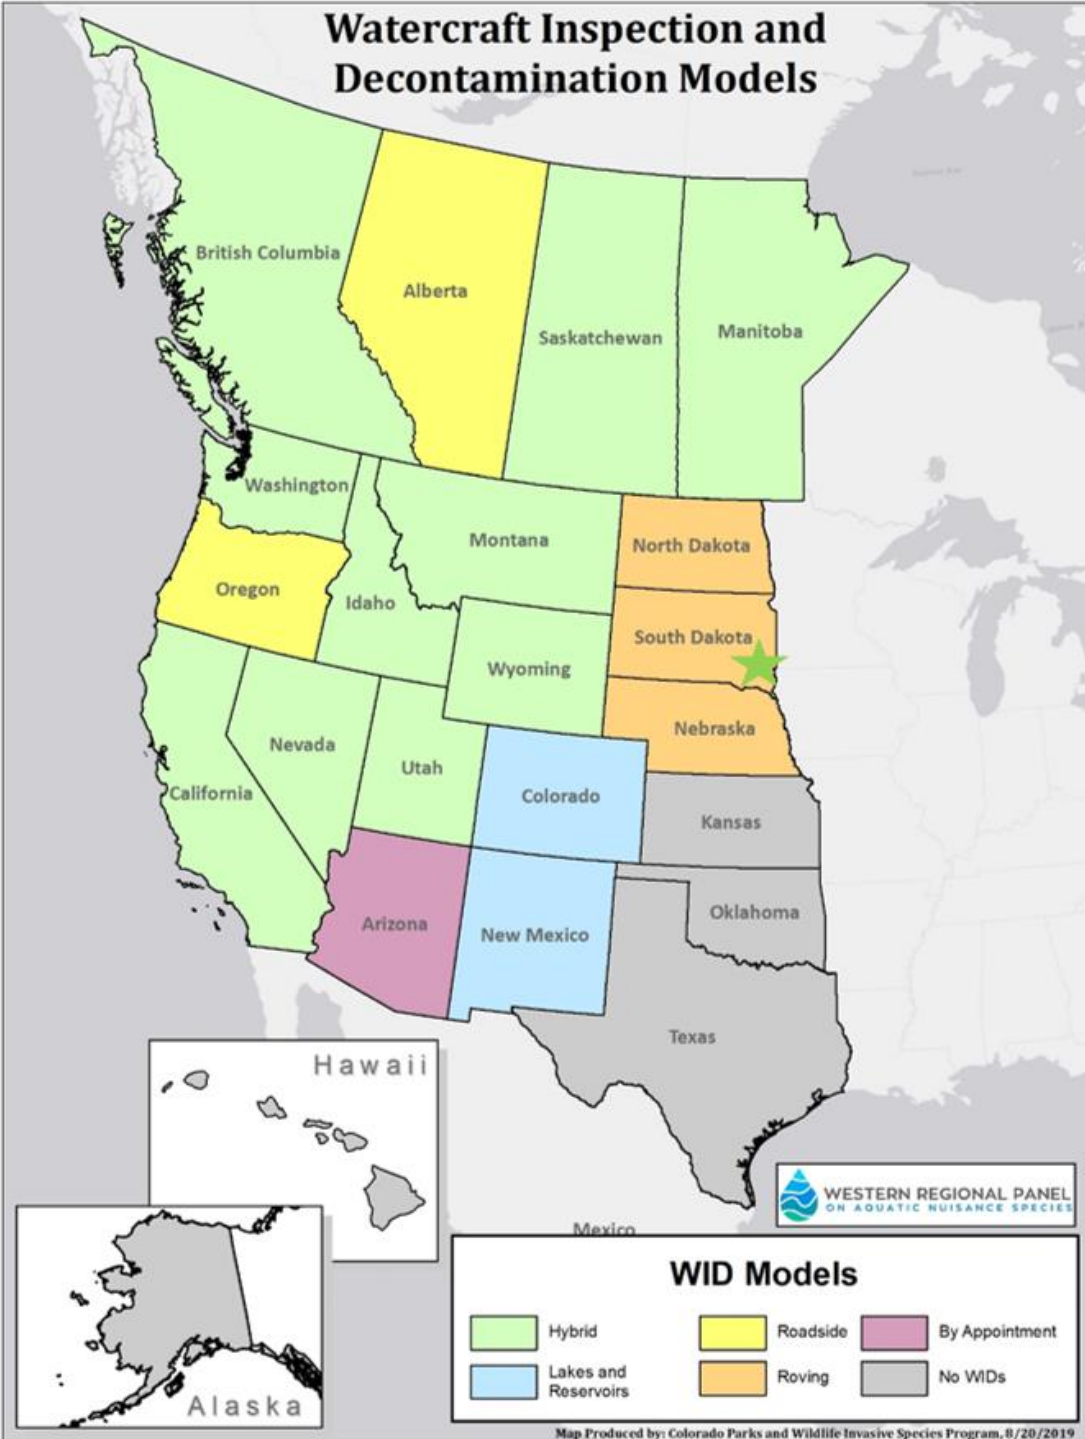 Watercraft Inspection and
Decontamination Models
British Columbia
Alberta
Saskatchewan
Manitoba
Washington
Montana
North Dakota
Oregon
Idaho
South Dakota
Wyoming
Nebraska
Nevada
Utah
California
Colorado
Kansas
Arizona
New Mexico
Oklahoma
Texas
Hawaii
Alaska
Mexico
WESTERN REGIONAL PANEL
ON AQUATIC NUISANCE SPECIES
WID Models
Hybrid
Roadside
By Appointment
Lakes and
Reservoirs
Roving
No WIDs
Map Produced by: Colorado Parks and Wildlife Invasive Species Program, 8/20/2019